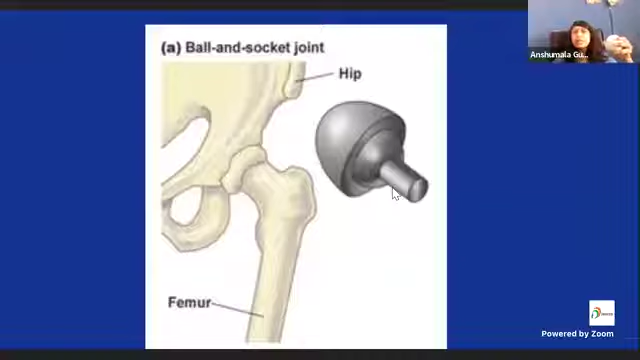 (a) Ball-and-socket joint
Hip
Femur
Anshumala Gu...
Powered by Zoom